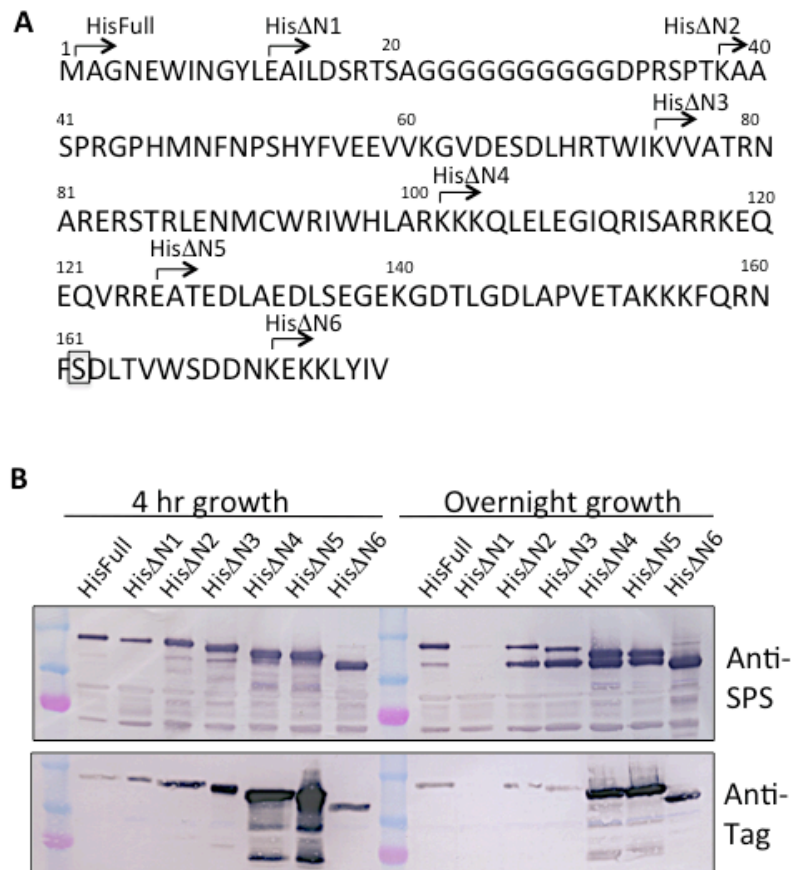 A
HisFull HisΔN1 HisΔN2
1 20 40
MAGNEWINGYLEAILDSRTSAGGGGGGGGGGGDPRSPTKAA
HisΔN3
41 60 80
SPRGPHMNFNPSHYFVEEVVKGVDESDLHRTWIKVVATRN
HisΔN4
81 100 120
ARERSTRLENMCWRIWHLARKKKQLELEGIQRISARRKEQ
HisΔN5
121 140 160
EQVRREATEDLAEDLSEGEKGDTLGDLAPVETAKKKFQRN
HisΔN6
161
FSDLTVWSDDNKEKKLYIV
B
4 hr growth Overnight growth
HisFull HisΔN1 HisΔN2 HisΔN3 HisΔN4 HisΔN5 HisΔN6 HisFull HisΔN1 HisΔN2 HisΔN3 HisΔN4 HisΔN5 HisΔN6
Anti-
SPS
Anti-
Tag